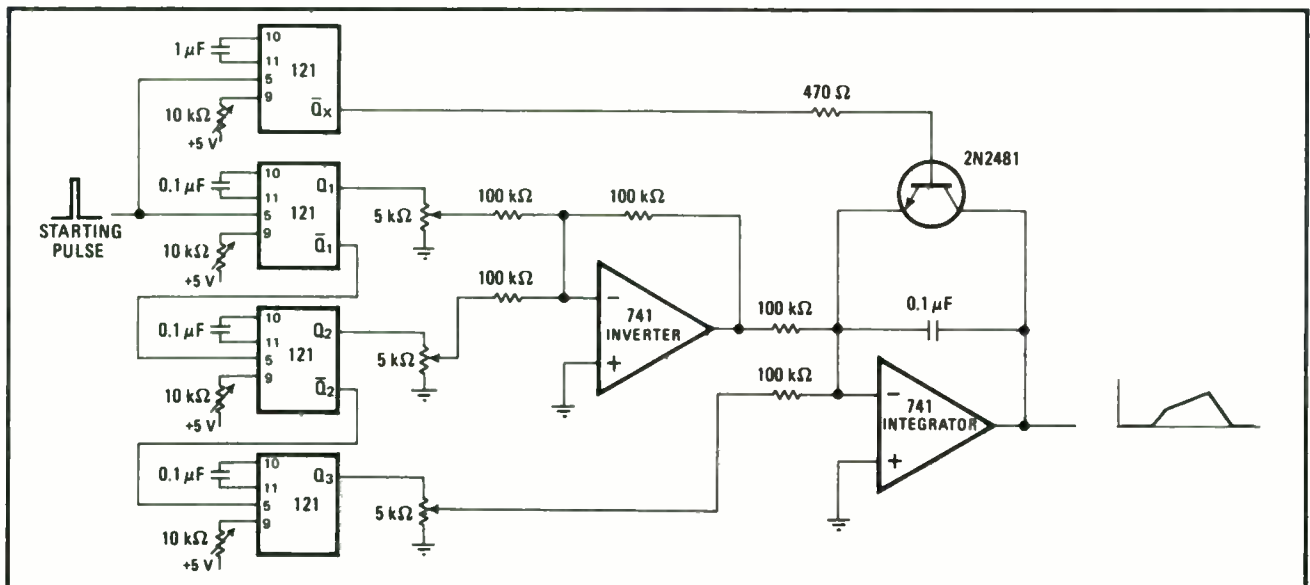 1 µF
10
11
5
9
121
Q̄X
10 kΩ
+5 V
470 Ω
2N2481
STARTING
PULSE
0.1 µF
10
11
5
9
121
Q1
Q̄1
10 kΩ
+5 V
5 kΩ
100 kΩ
100 kΩ
100 kΩ
741
INVERTER
−
+
0.1 µF
10
11
5
9
121
Q2
Q̄2
10 kΩ
+5 V
5 kΩ
100 kΩ
0.1 µF
100 kΩ
741
INTEGRATOR
−
+
0.1 µF
10
11
5
9
121
Q3
10 kΩ
+5 V
5 kΩ